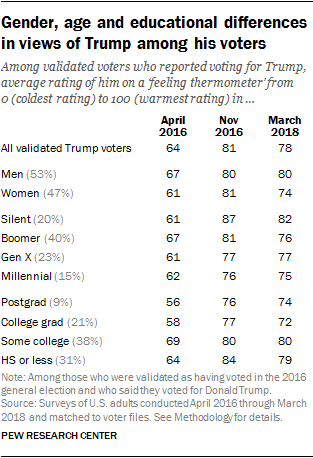 Gender, age and educational differences
in views of Trump among his voters
Among validated voters who reported voting for Trump,
average rating of him on a ‘feeling thermometer’ from
0 (coldest rating) to 100 (warmest rating) in …
April 2016 Nov 2016 March 2018
All validated Trump voters 64 81 78
Men (53%) 67 80 80
Women (47%) 61 81 74
Silent (20%) 61 87 82
Boomer (40%) 67 81 76
Gen X (23%) 61 77 77
Millennial (15%) 62 76 75
Postgrad (9%) 56 76 74
College grad (21%) 58 77 72
Some college (38%) 69 80 80
HS or less (31%) 64 84 79
Note: Among those who were validated as having voted in the 2016
general election and who said they voted for Donald Trump.
Source: Surveys of U.S. adults conducted April 2016 through March
2018 and matched to voter files. See Methodology for details.
PEW RESEARCH CENTER